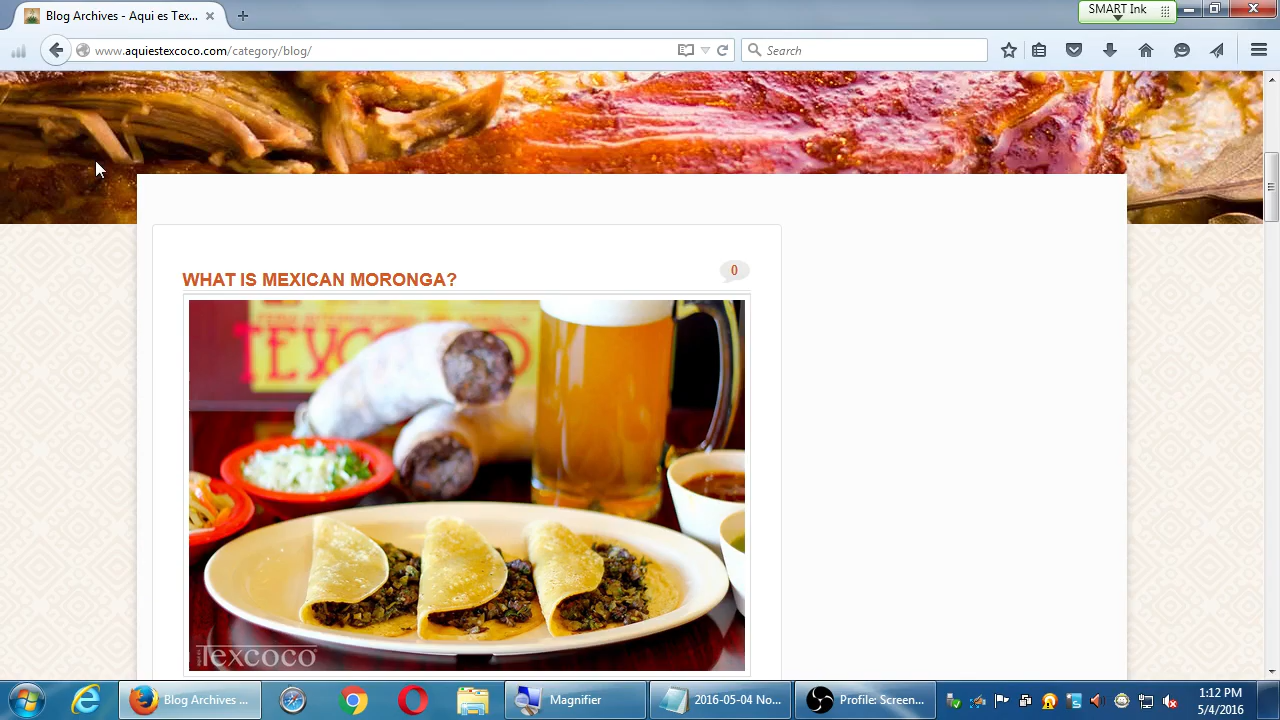 Blog Archives - Aqui es Tex...
SMART Ink
www.aquiestexcoco.com/category/blog/
Search
WHAT IS MEXICAN MORONGA?
0
TEXCOCO
Texcoco
Blog Archives ...
Magnifier
2016-05-04 No...
Profile: Screen...
1:12 PM
5/4/2016